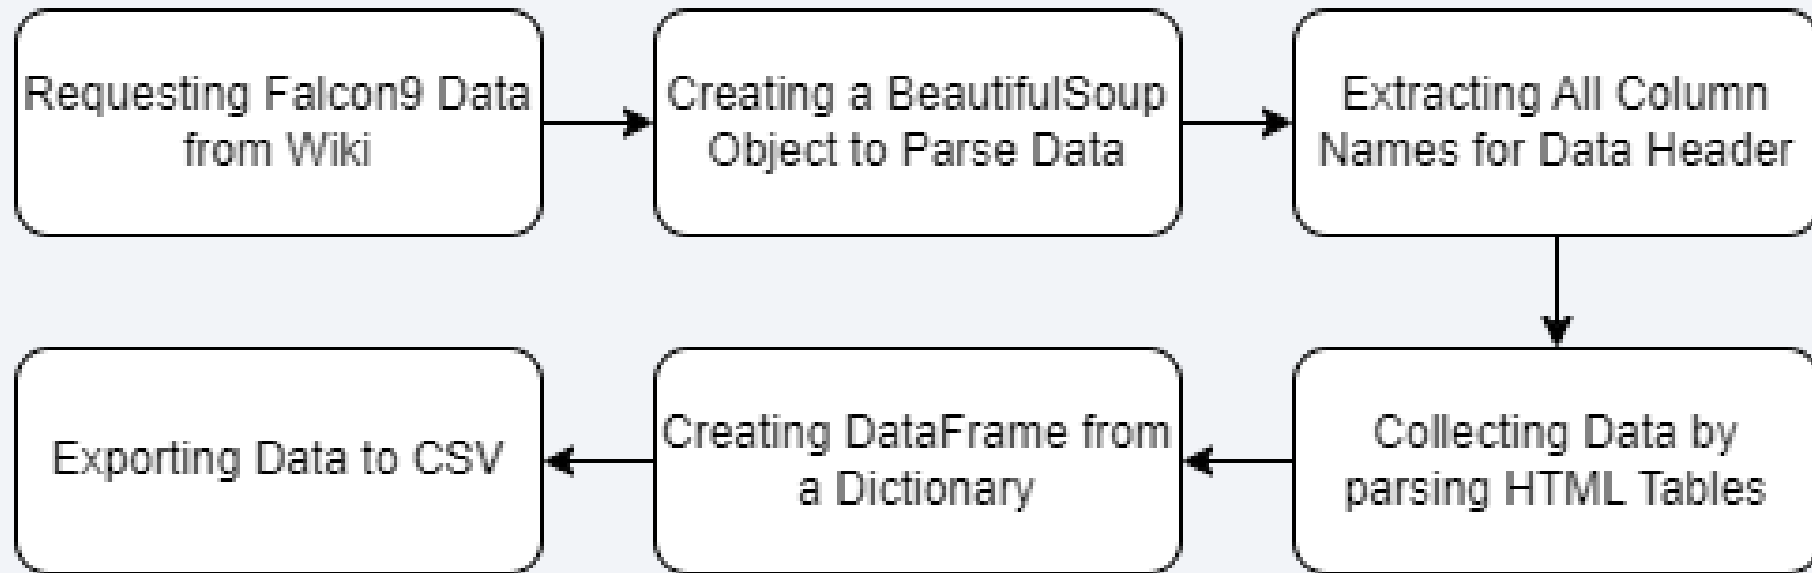 Requesting Falcon9 Data
from Wiki
Creating a BeautifulSoup
Object to Parse Data
Extracting All Column
Names for Data Header
Collecting Data by
parsing HTML Tables
Creating DataFrame from
a Dictionary
Exporting Data to CSV